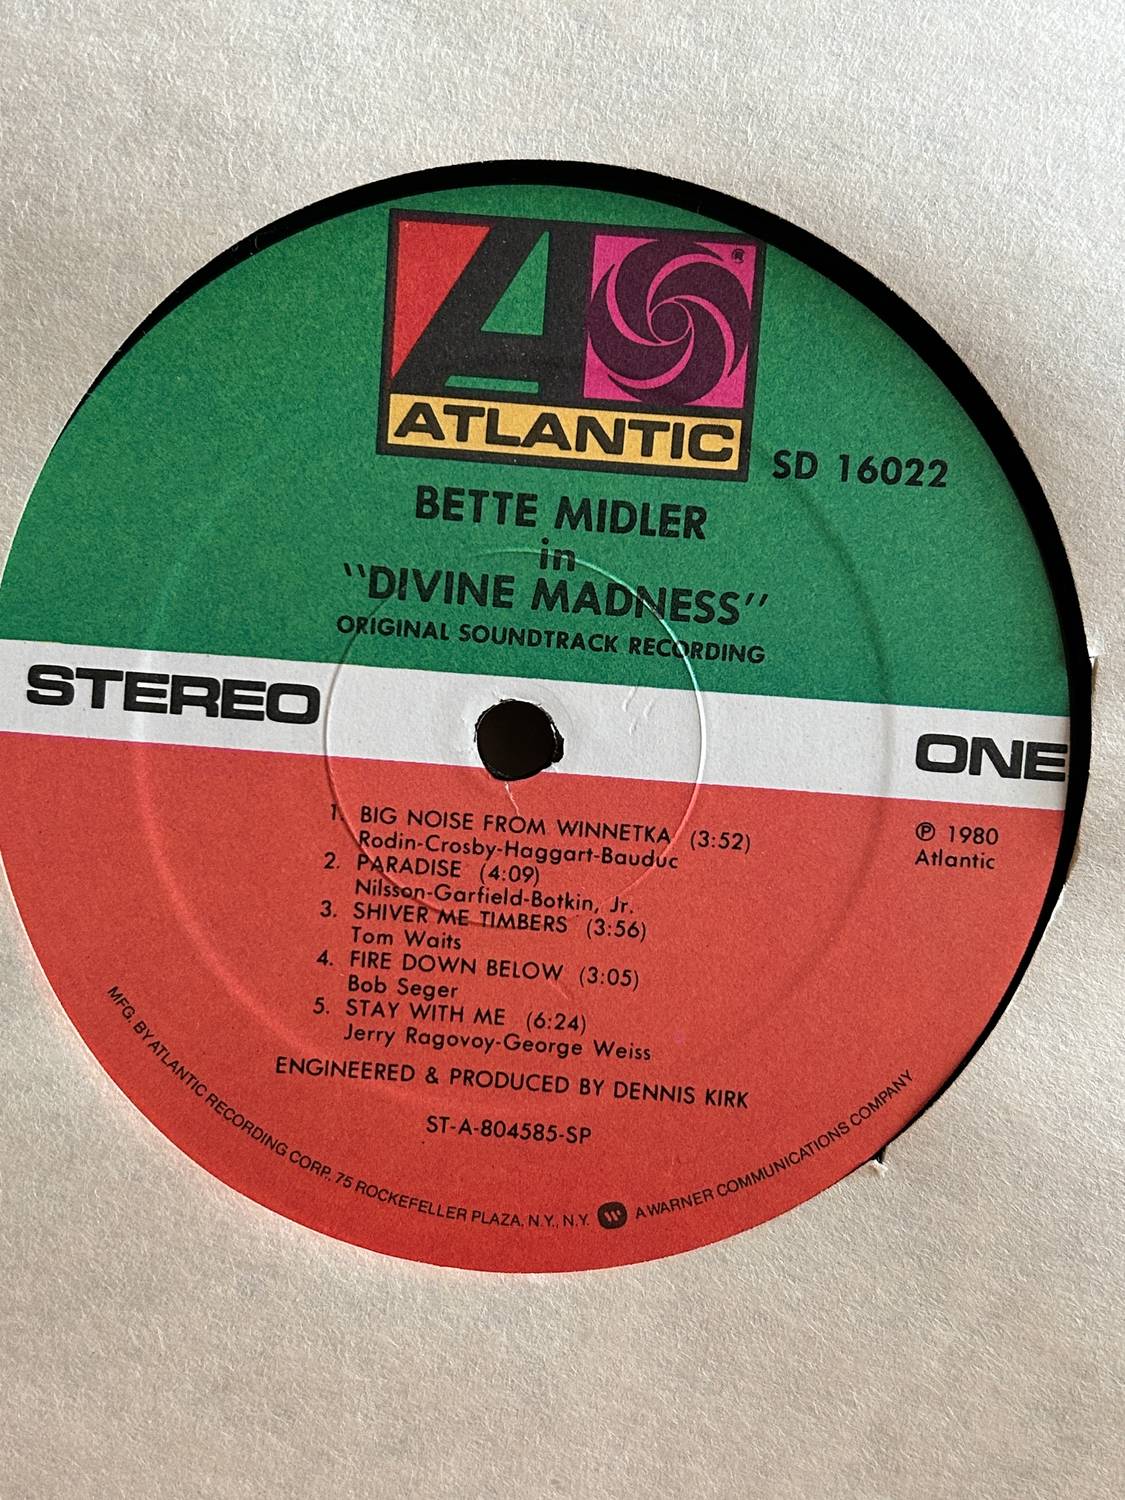 ATLANTIC
®
SD 16022
BETTE MIDLER
in
"DIVINE MADNESS"
ORIGINAL SOUNDTRACK RECORDING
STEREO
ONE
1. BIG NOISE FROM WINNETKA (3:52)
Rodin-Crosby-Haggart-Bauduc
2. PARADISE (4:09)
Nilsson-Garfield-Botkin, Jr.
3. SHIVER ME TIMBERS (3:56)
Tom Waits
4. FIRE DOWN BELOW (3:05)
Bob Seger
5. STAY WITH ME (6:24)
Jerry Ragovoy-George Weiss
℗ 1980
Atlantic
ENGINEERED & PRODUCED BY DENNIS KIRK
ST-A-804585-SP
MFG. BY ATLANTIC RECORDING CORP., 75 ROCKEFELLER PLAZA, N.Y., N.Y. A WARNER COMMUNICATIONS COMPANY